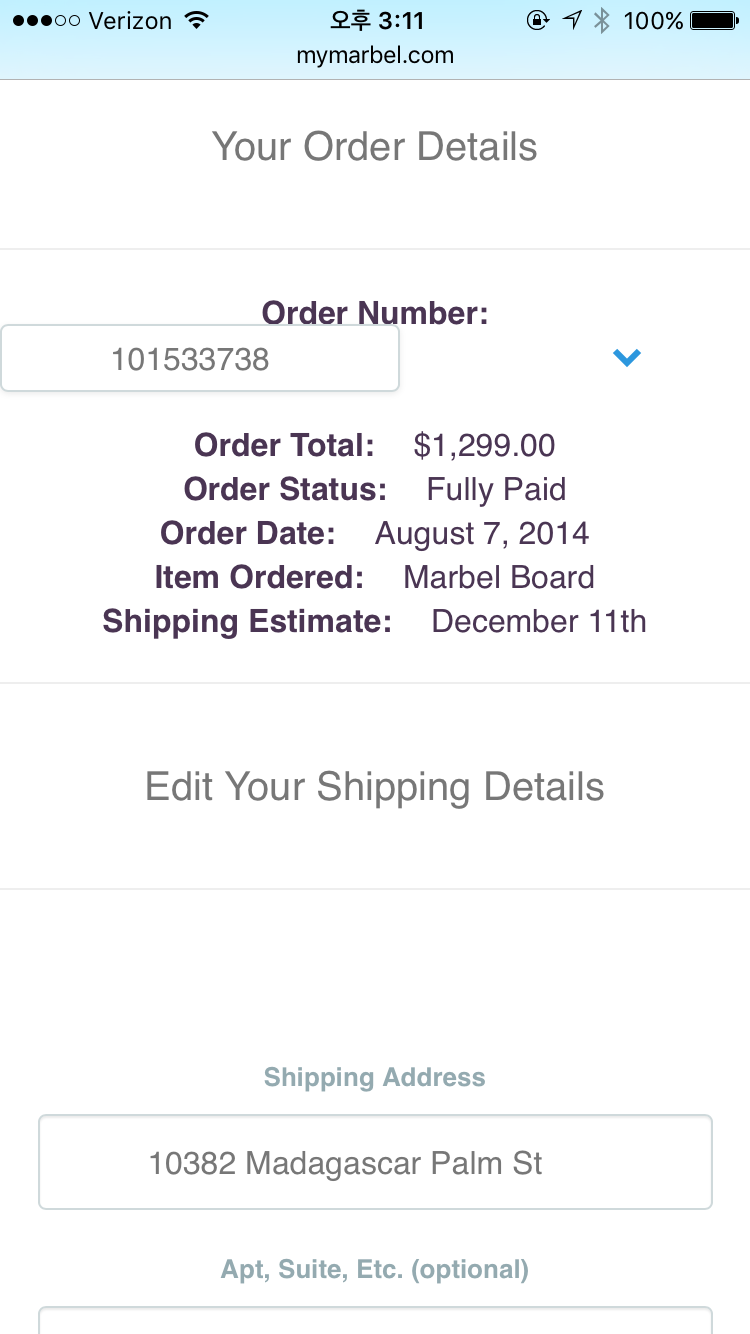 Verizon 오후 3:11 100%
mymarbel.com
Your Order Details
Order Number:
101533738
Order Total: $1,299.00
Order Status: Fully Paid
Order Date: August 7, 2014
Item Ordered: Marbel Board
Shipping Estimate: December 11th
Edit Your Shipping Details
Shipping Address
10382 Madagascar Palm St
Apt, Suite, Etc. (optional)